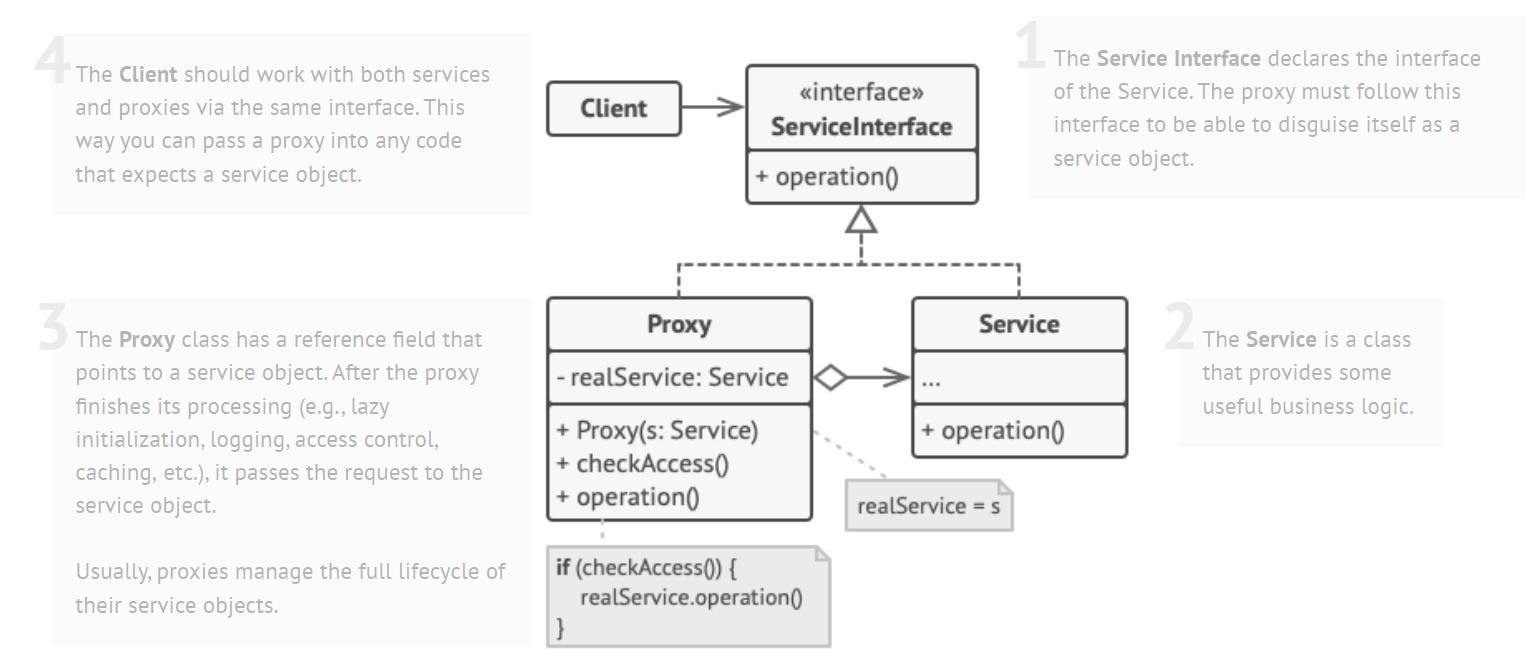 4
The Client should work with both services
and proxies via the same interface. This
way you can pass a proxy into any code
that expects a service object.
Client
«interface»
ServiceInterface
+ operation()
1
The Service Interface declares the interface
of the Service. The proxy must follow this
interface to be able to disguise itself as a
service object.
3
The Proxy class has a reference field that
points to a service object. After the proxy
finishes its processing (e.g., lazy
initialization, logging, access control,
caching, etc.), it passes the request to the
service object.
Usually, proxies manage the full lifecycle of
their service objects.
Proxy
- realService: Service
+ Proxy(s: Service)
+ checkAccess()
+ operation()
Service
...
+ operation()
realService = s
if (checkAccess()) {
realService.operation()
}
2
The Service is a class
that provides some
useful business logic.